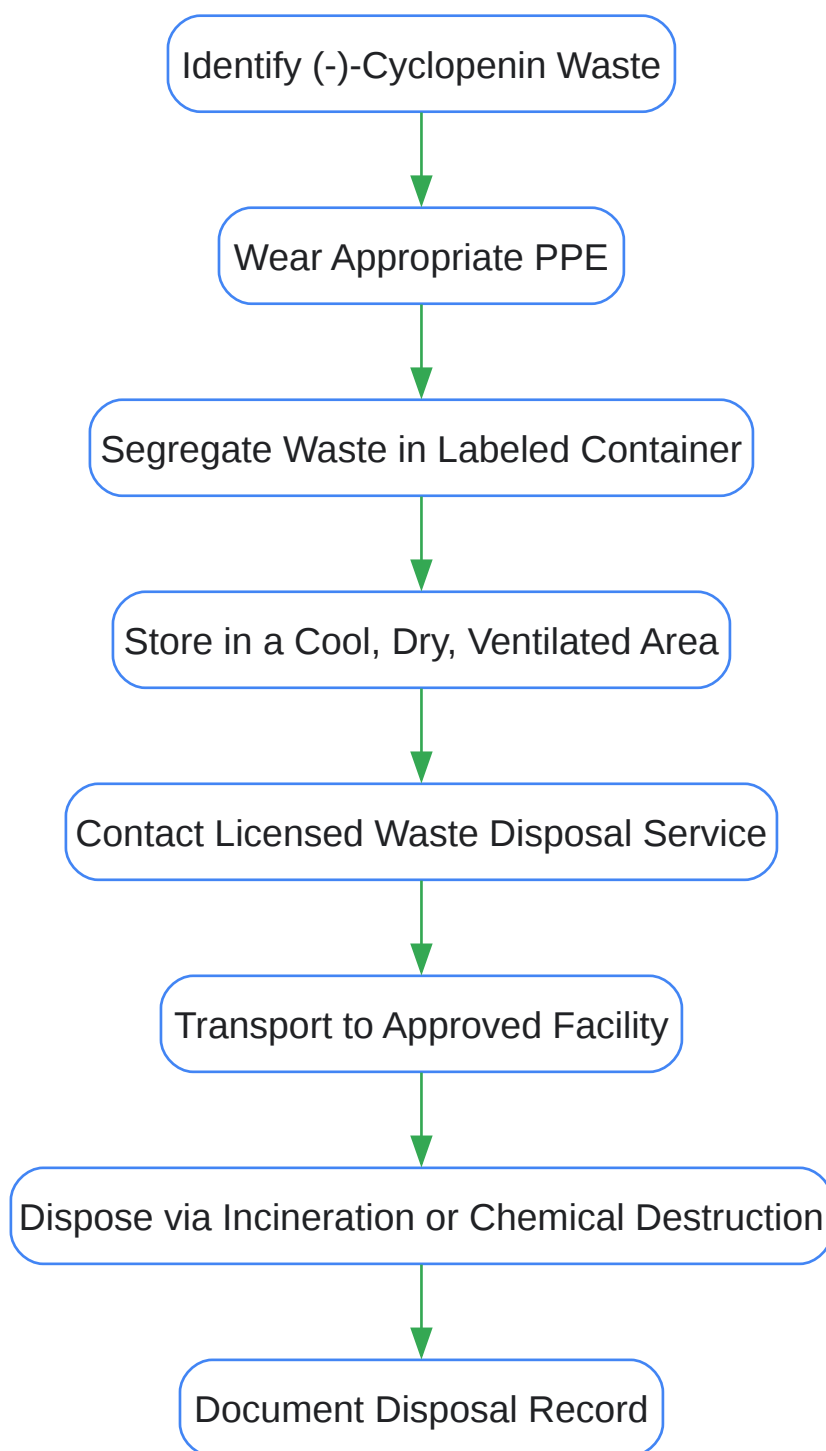 Identify (-)-Cyclopenin Waste
Wear Appropriate PPE
Segregate Waste in Labeled Container
Store in a Cool, Dry, Ventilated Area
Contact Licensed Waste Disposal Service
Transport to Approved Facility
Dispose via Incineration or Chemical Destruction
Document Disposal Record